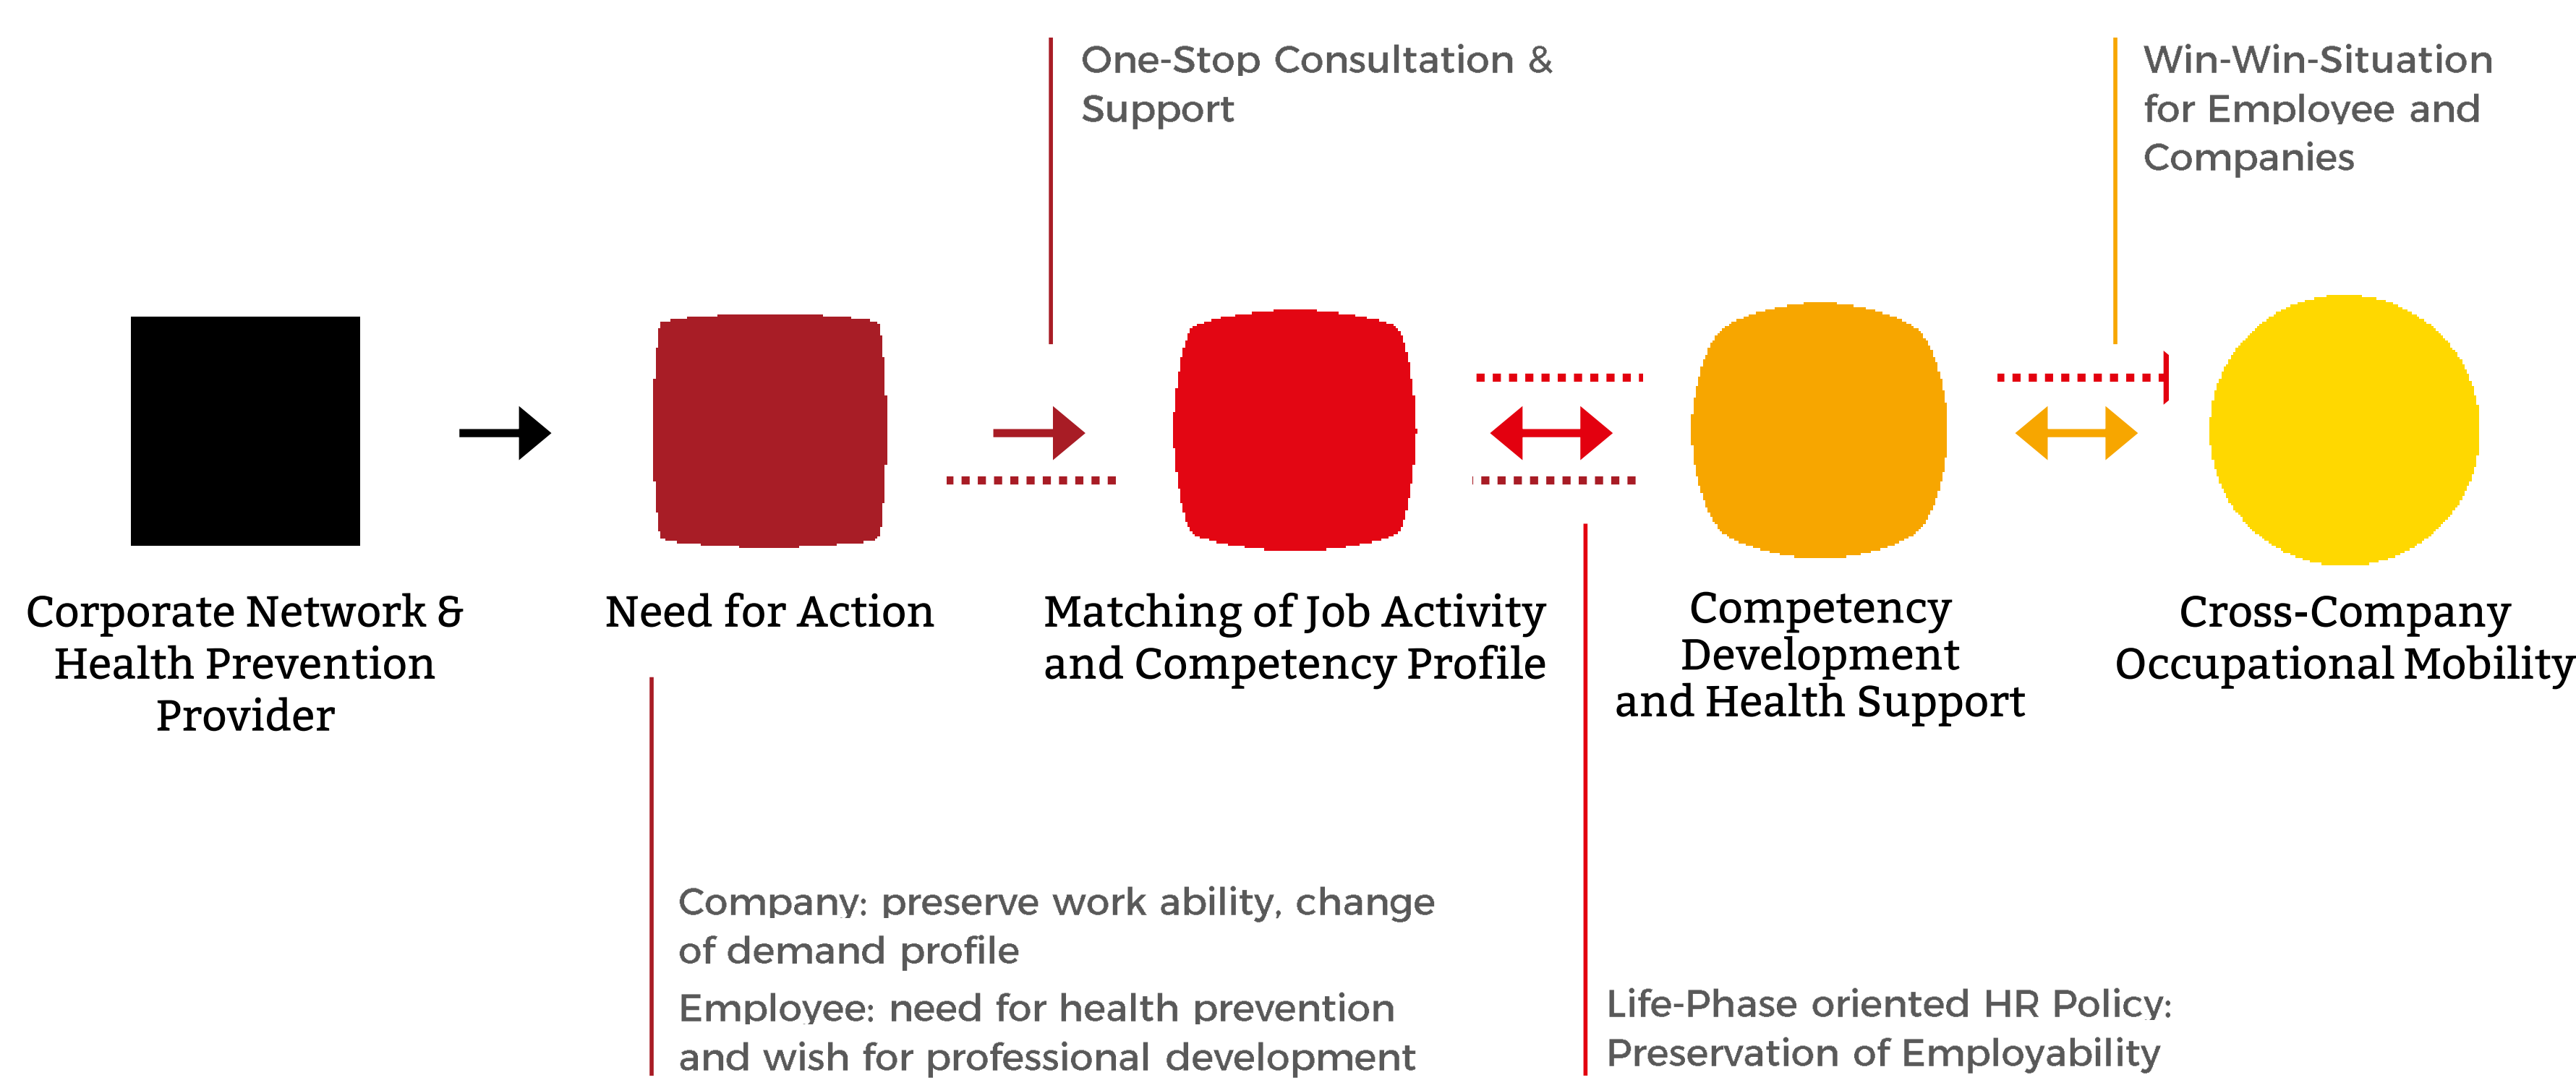 One-Stop Consultation &
Support
Win-Win-Situation
for Employee and
Companies
Corporate Network &
Health Prevention
Provider
Need for Action
Matching of Job Activity
and Competency Profile
Competency
Development
and Health Support
Cross-Company
Occupational Mobility
Company: preserve work ability, change
of demand profile
Employee: need for health prevention
and wish for professional development
Life-Phase oriented HR Policy:
Preservation of Employability